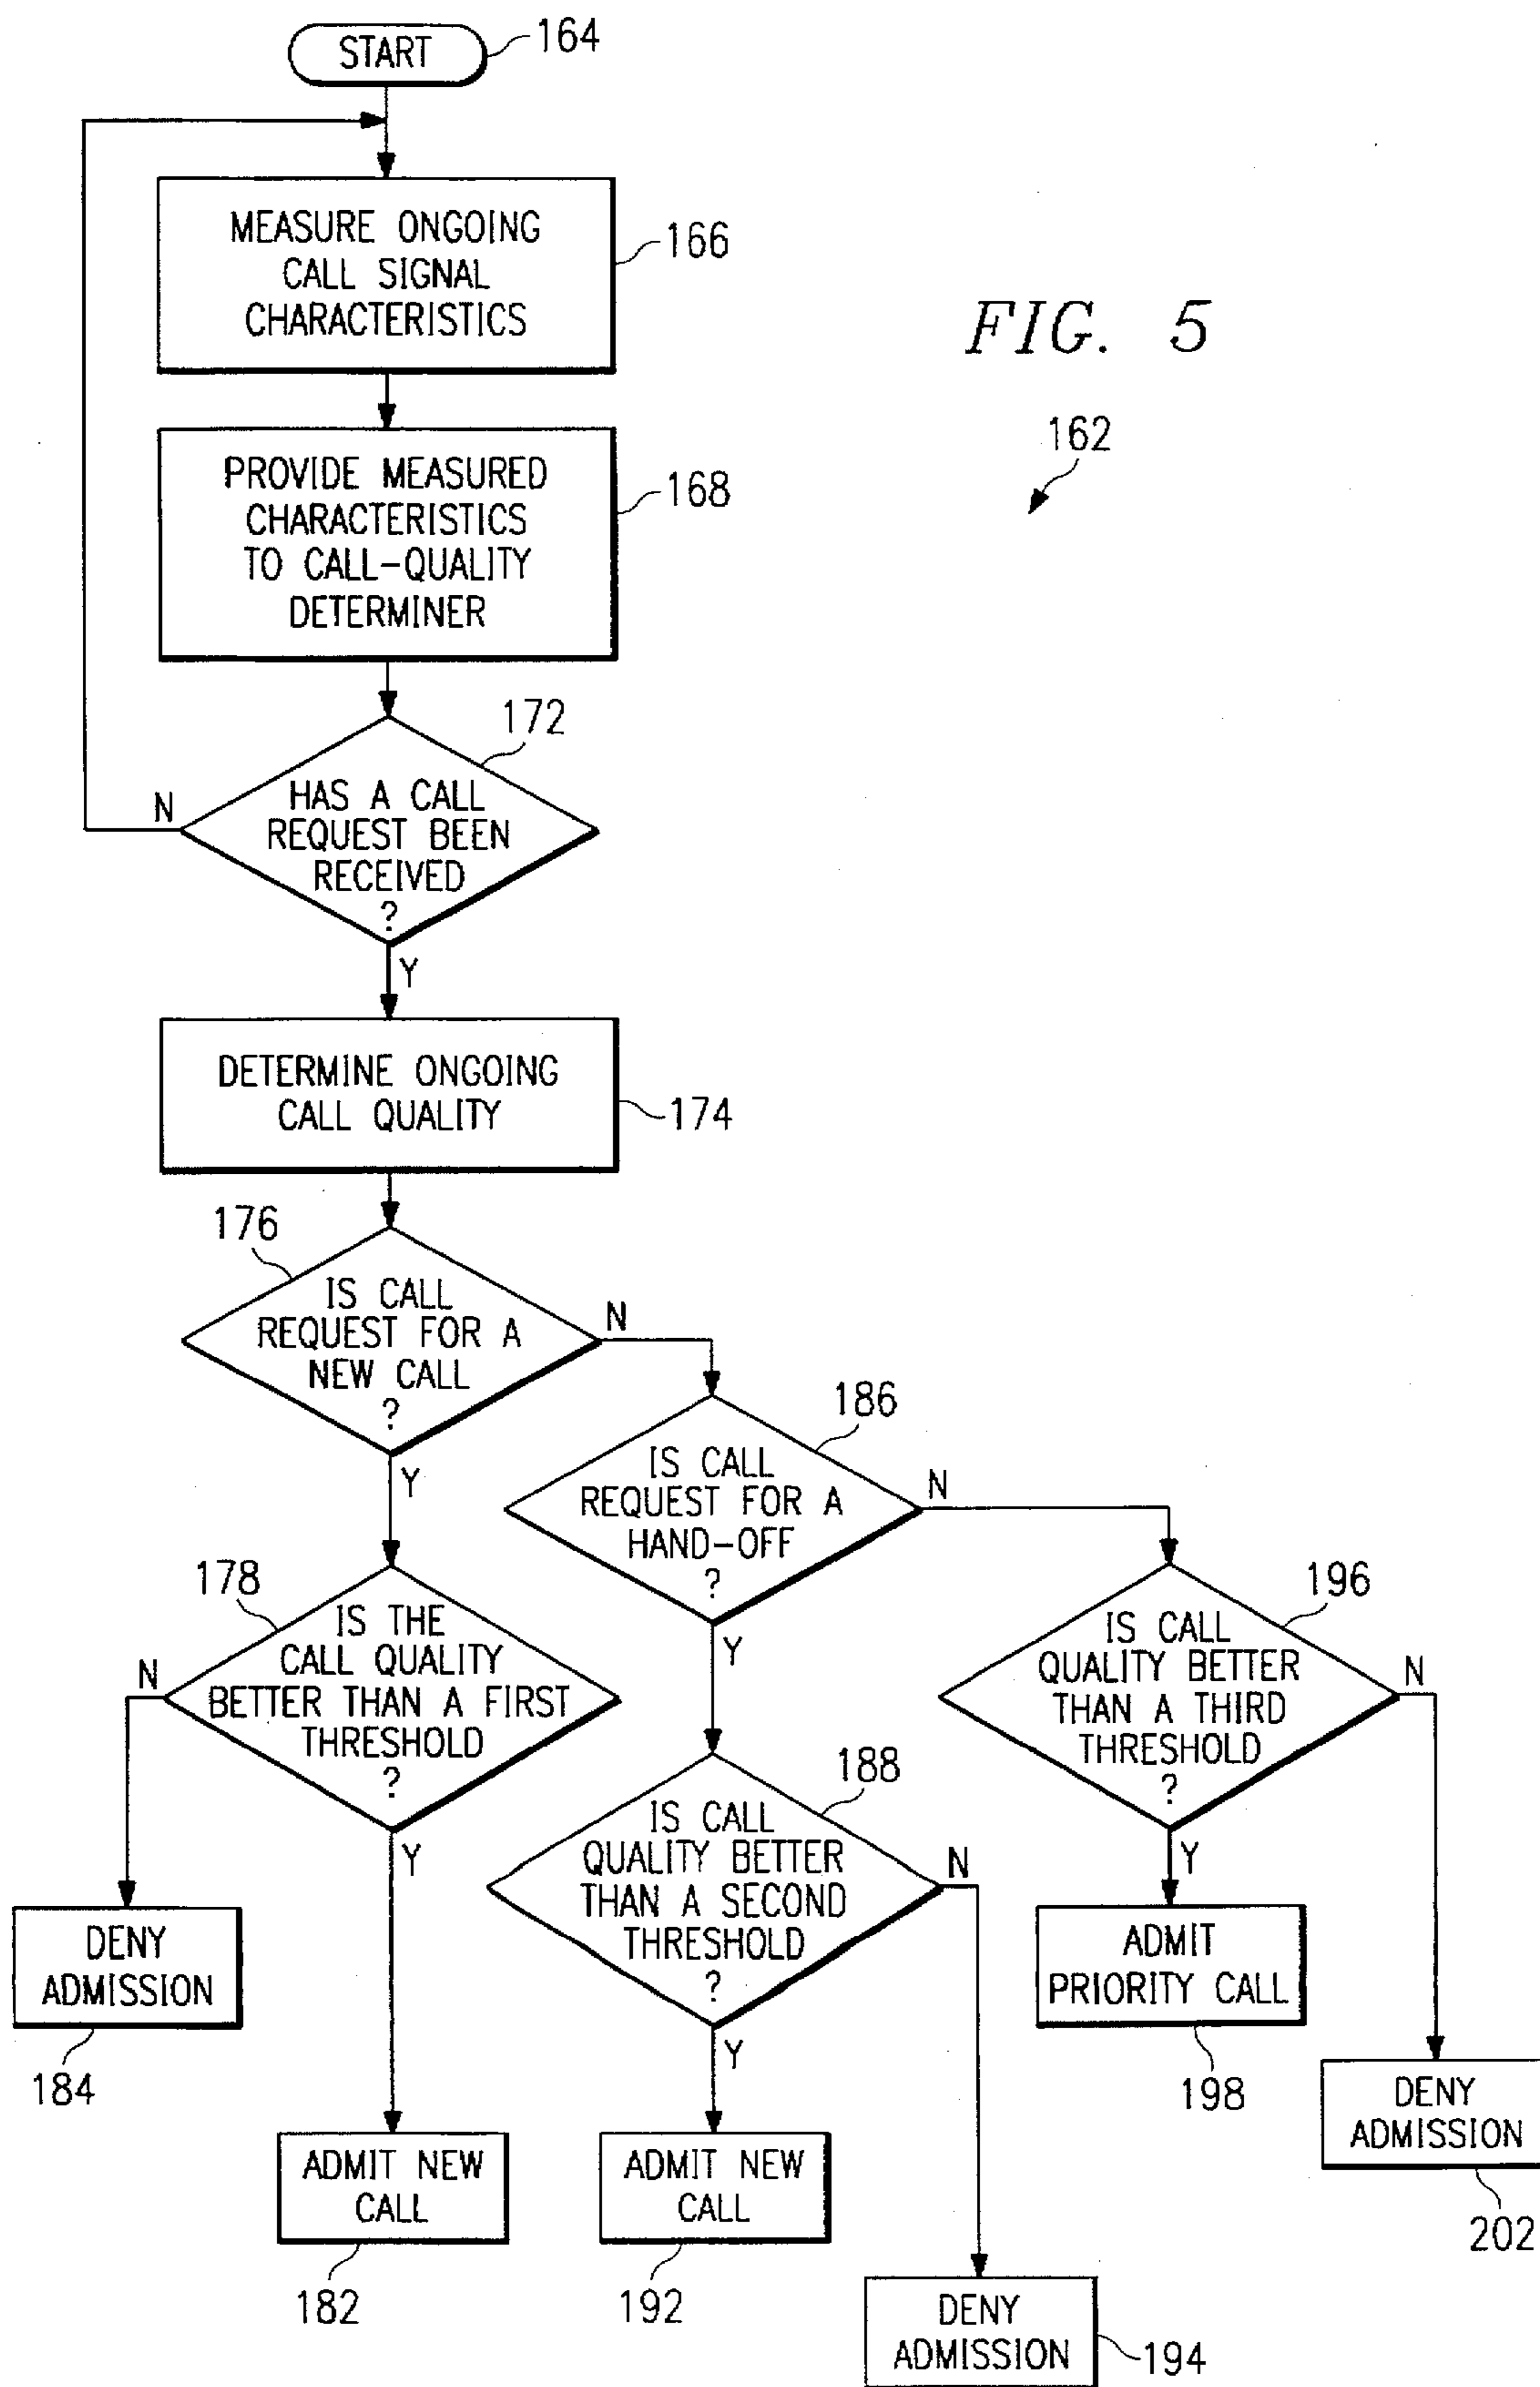 START
164
MEASURE ONGOING
CALL SIGNAL
CHARACTERISTICS
166
FIG. 5
162
PROVIDE MEASURED
CHARACTERISTICS
TO CALL-QUALITY
DETERMINER
168
172
HAS A CALL
REQUEST BEEN
RECEIVED
?
N
Y
DETERMINE ONGOING
CALL QUALITY
174
176
IS CALL
REQUEST FOR A
NEW CALL
?
N
Y
186
IS CALL
REQUEST FOR A
HAND-OFF
?
N
Y
178
IS THE
CALL QUALITY
BETTER THAN A FIRST
THRESHOLD
?
N
Y
196
IS CALL
QUALITY BETTER
THAN A THIRD
THRESHOLD
?
N
Y
188
IS CALL
QUALITY BETTER
THAN A SECOND
THRESHOLD
?
N
Y
DENY
ADMISSION
184
ADMIT
PRIORITY CALL
198
DENY
ADMISSION
202
ADMIT NEW
CALL
182
ADMIT NEW
CALL
192
DENY
ADMISSION
194